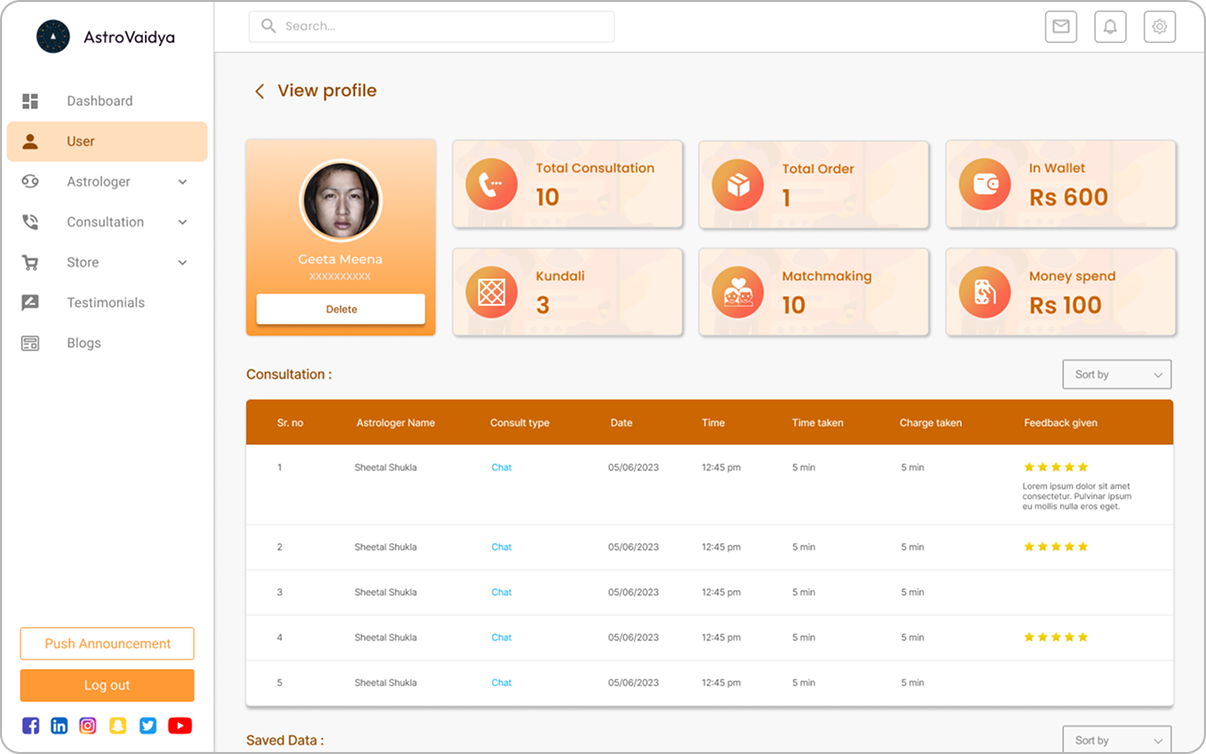 AstroVaidya
Search...
Dashboard
User
Astrologer
Consultation
Store
Testimonials
Blogs
Push Announcement
Log out
View profile
Geeta Meena
XXXXXXXXXX
Delete
Total Consultation
10
Total Order
1
In Wallet
Rs 600
Kundali
3
Matchmaking
10
Money spend
Rs 100
Consultation :
Sort by
Sr. no Astrologer Name Consult type Date Time Time taken Charge taken Feedback given
1 Sheetal Shukla Chat 05/06/2023 12:45 pm 5 min 5 min
Lorem ipsum dolor sit amet
consectetur. Pulvinar ipsum
eu mollis nulla eros eget.
2 Sheetal Shukla Chat 05/06/2023 12:45 pm 5 min 5 min
3 Sheetal Shukla Chat 05/06/2023 12:45 pm 5 min 5 min
4 Sheetal Shukla Chat 05/06/2023 12:45 pm 5 min 5 min
5 Sheetal Shukla Chat 05/06/2023 12:45 pm 5 min 5 min
Saved Data :
Sort by